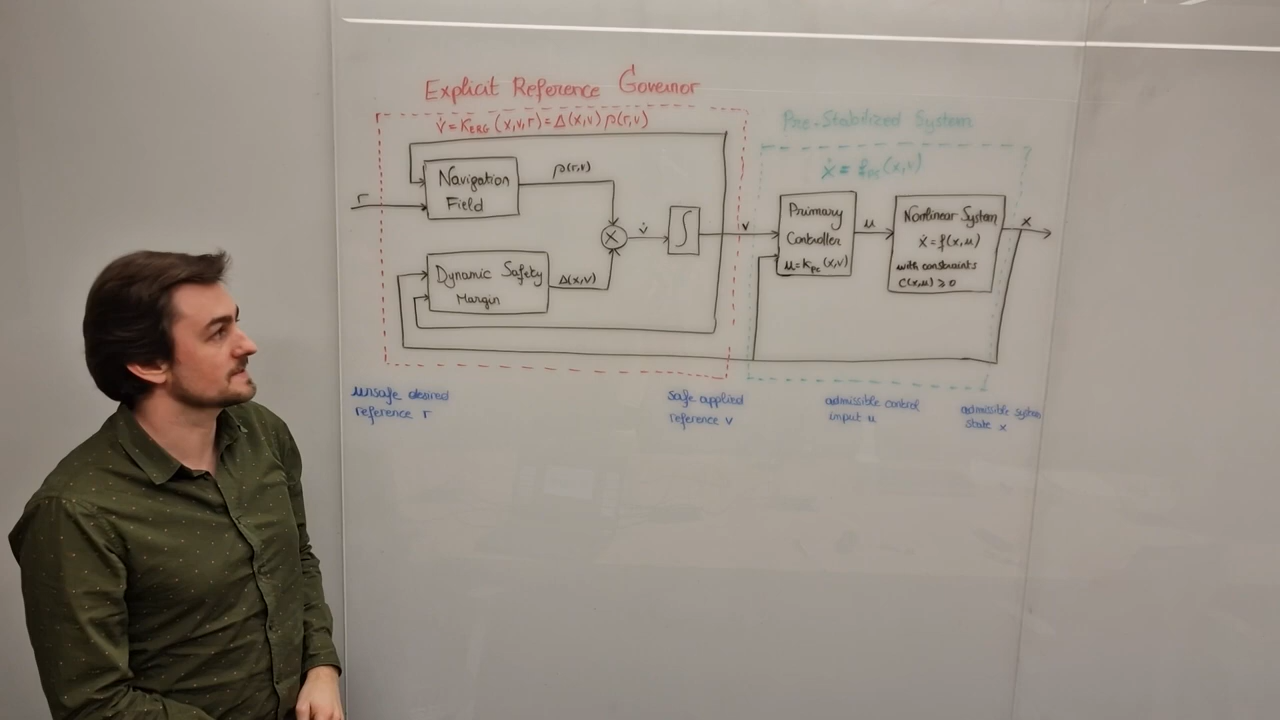 Explicit Reference Governor
v̇ = K_ERG (x,v,r) = Δ(x,v) ρ(r,v)
Pre-Stabilized System
ẋ = f_pc (x,v)
r
Navigation
Field
ρ(r,v)
×
v̇
∫
v
Dynamic Safety
Margin
Δ(x,v)
Primary
Controller
u = K_pc (x,v)
u
Nonlinear System
ẋ = f(x,u)
with constraints
C(x,u) ≥ 0
x
unsafe desired
reference r
safe applied
reference v
admissible control
input u
admissible system
state x